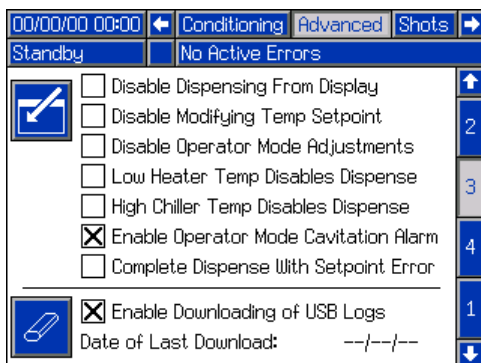 00/00/00 00:00 Conditioning Advanced Shots
Standby No Active Errors
Disable Dispensing From Display
Disable Modifying Temp Setpoint
2
Disable Operator Mode Adjustments
Low Heater Temp Disables Dispense
3
High Chiller Temp Disables Dispense
Enable Operator Mode Cavitation Alarm
4
Complete Dispense With Setpoint Error
Enable Downloading of USB Logs
1
Date of Last Download: --/--/--